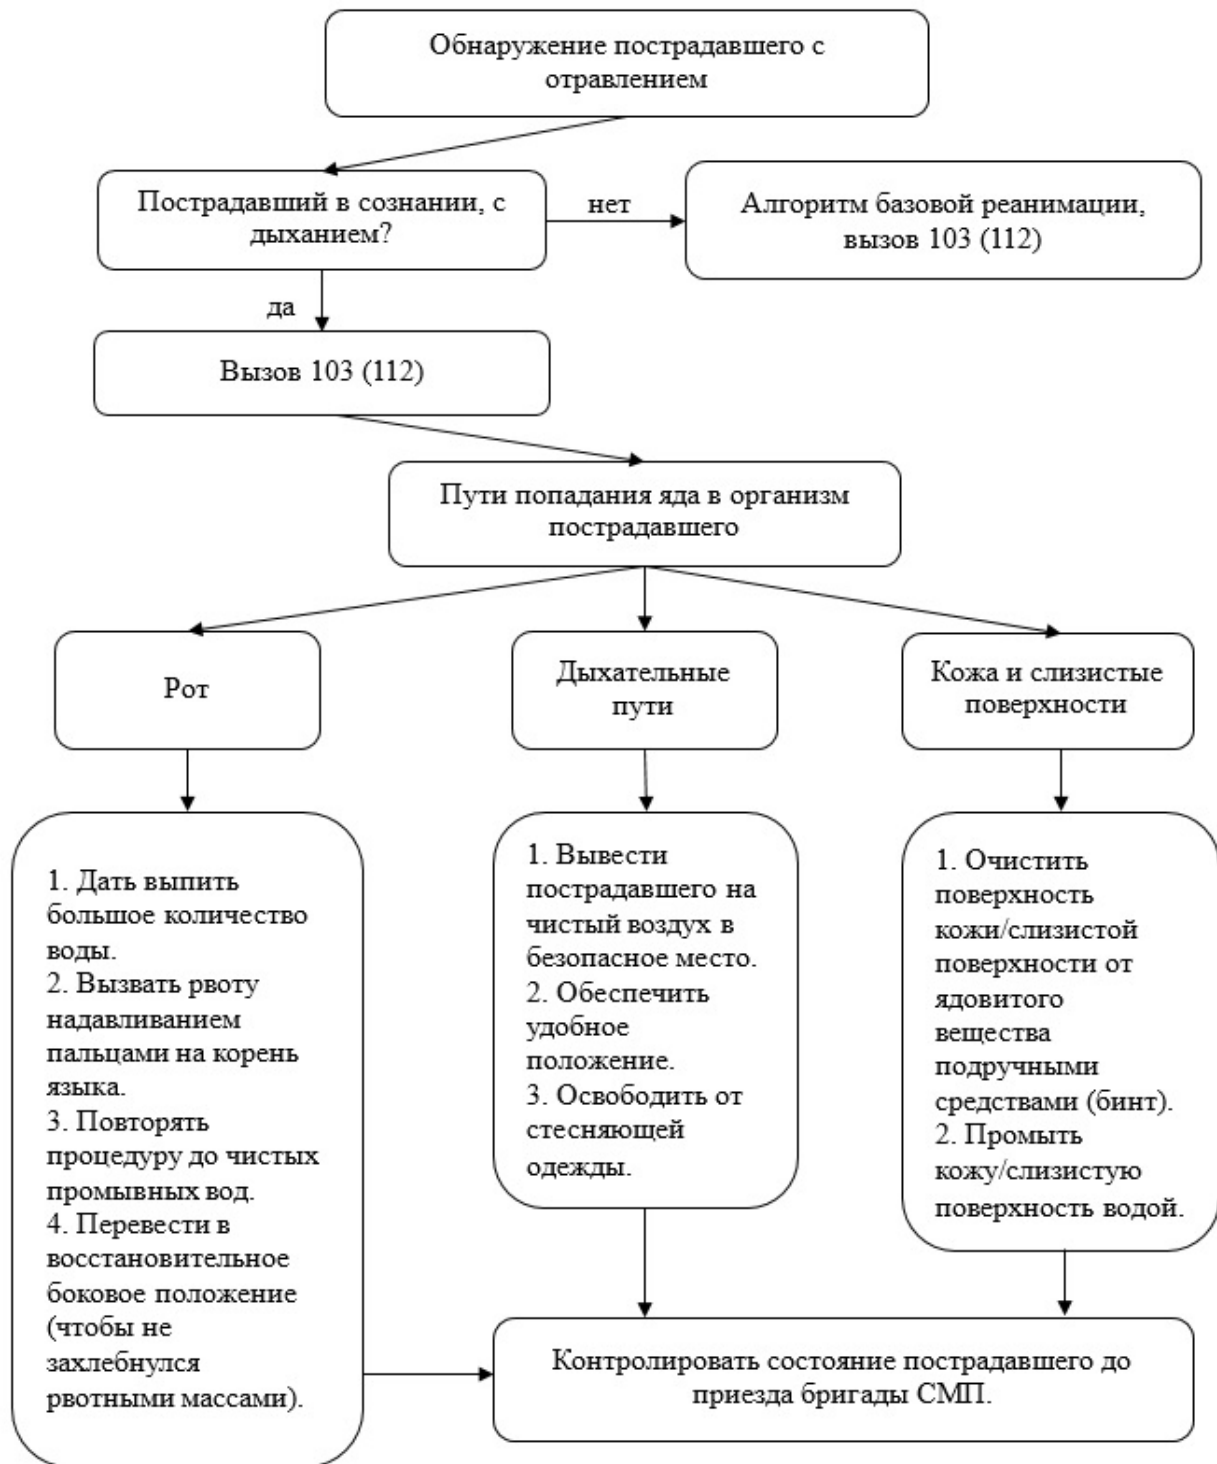 Обнаружение пострадавшего с
отравлением
Пострадавший в сознании, с
дыханием?
нет
Алгоритм базовой реанимации,
вызов 103 (112)
да
Вызов 103 (112)
Пути попадания яда в организм
пострадавшего
Рот
Дыхательные
пути
Кожа и слизистые
поверхности
1. Дать выпить
большое количество
воды.
2. Вызвать рвоту
надавливанием
пальцами на корень
языка.
3. Повторять
процедуру до чистых
промывных вод.
4. Перевести в
восстановительное
боковое положение
(чтобы не
захлебнулся
рвотными массами).
1. Вывести
пострадавшего на
чистый воздух в
безопасное место.
2. Обеспечить
удобное
положение.
3. Освободить от
стесняющей
одежды.
1. Очистить
поверхность
кожи/слизистой
поверхности от
ядовитого
вещества
подручными
средствами (бинт).
2. Промыть
кожу/слизистую
поверхность водой.
Контролировать состояние пострадавшего до
приезда бригады СМП.